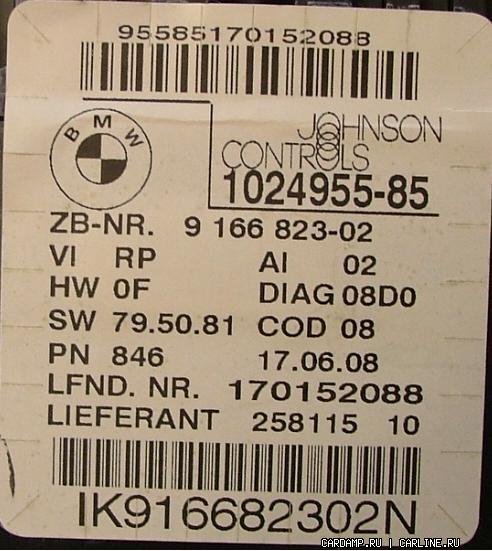 95585170152088
BMW
JOHNSON
CONTROLS
1024955-85
ZB-NR. 9 166 823-02
VI RP AI 02
HW 0F DIAG 08D0
SW 79.50.81 COD 08
PN 846 17.06.08
LFND. NR. 170152088
LIEFERANT 258115 10
IK916682302N
CARDAMP.RU | CARLINE.RU